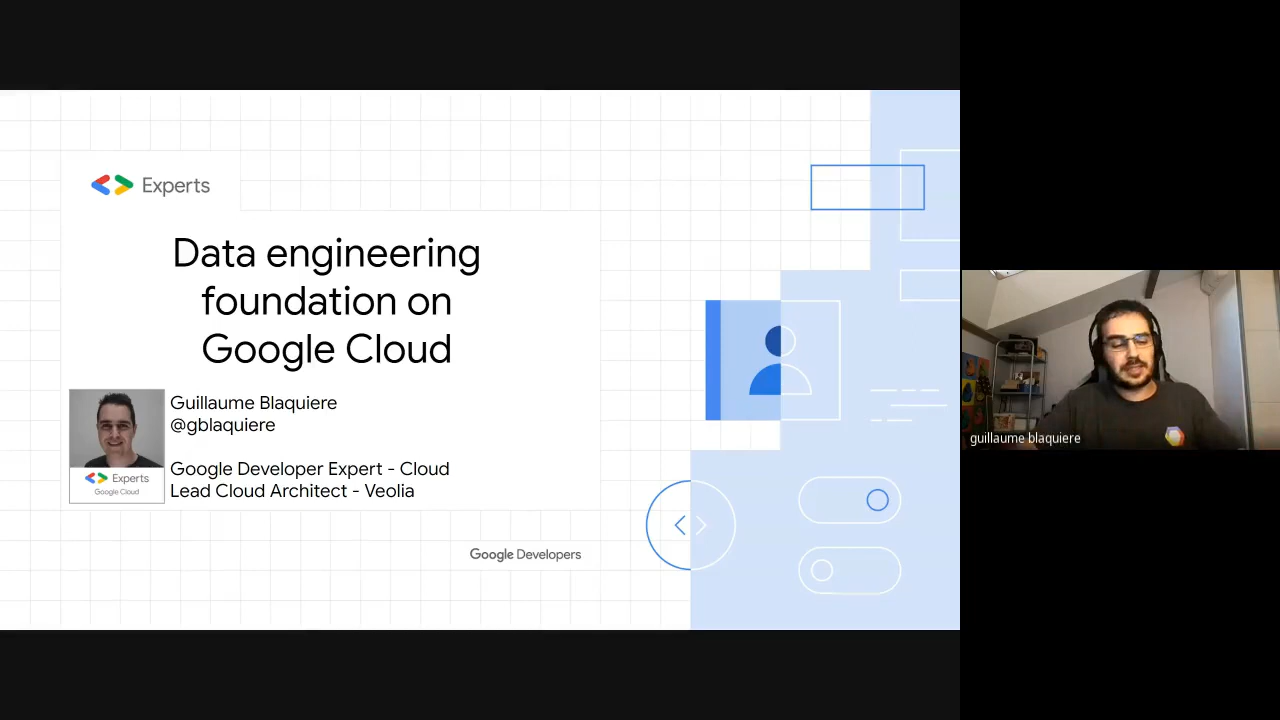 Experts
Data engineering
foundation on
Google Cloud
Guillaume Blaquiere
@gblaquiere
Google Developer Expert - Cloud
Lead Cloud Architect - Veolia
Experts
Google Cloud
Google Developers
guillaume blaquiere